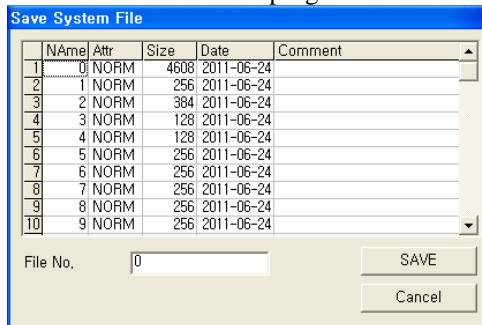 Save System File
NAme Attr Size Date Comment
1 0 NORM 4608 2011-06-24
2 1 NORM 256 2011-06-24
3 2 NORM 384 2011-06-24
4 3 NORM 128 2011-06-24
5 4 NORM 128 2011-06-24
6 5 NORM 256 2011-06-24
7 6 NORM 256 2011-06-24
8 7 NORM 256 2011-06-24
9 8 NORM 256 2011-06-24
10 9 NORM 256 2011-06-24
File No, 0 SAVE
Cancel